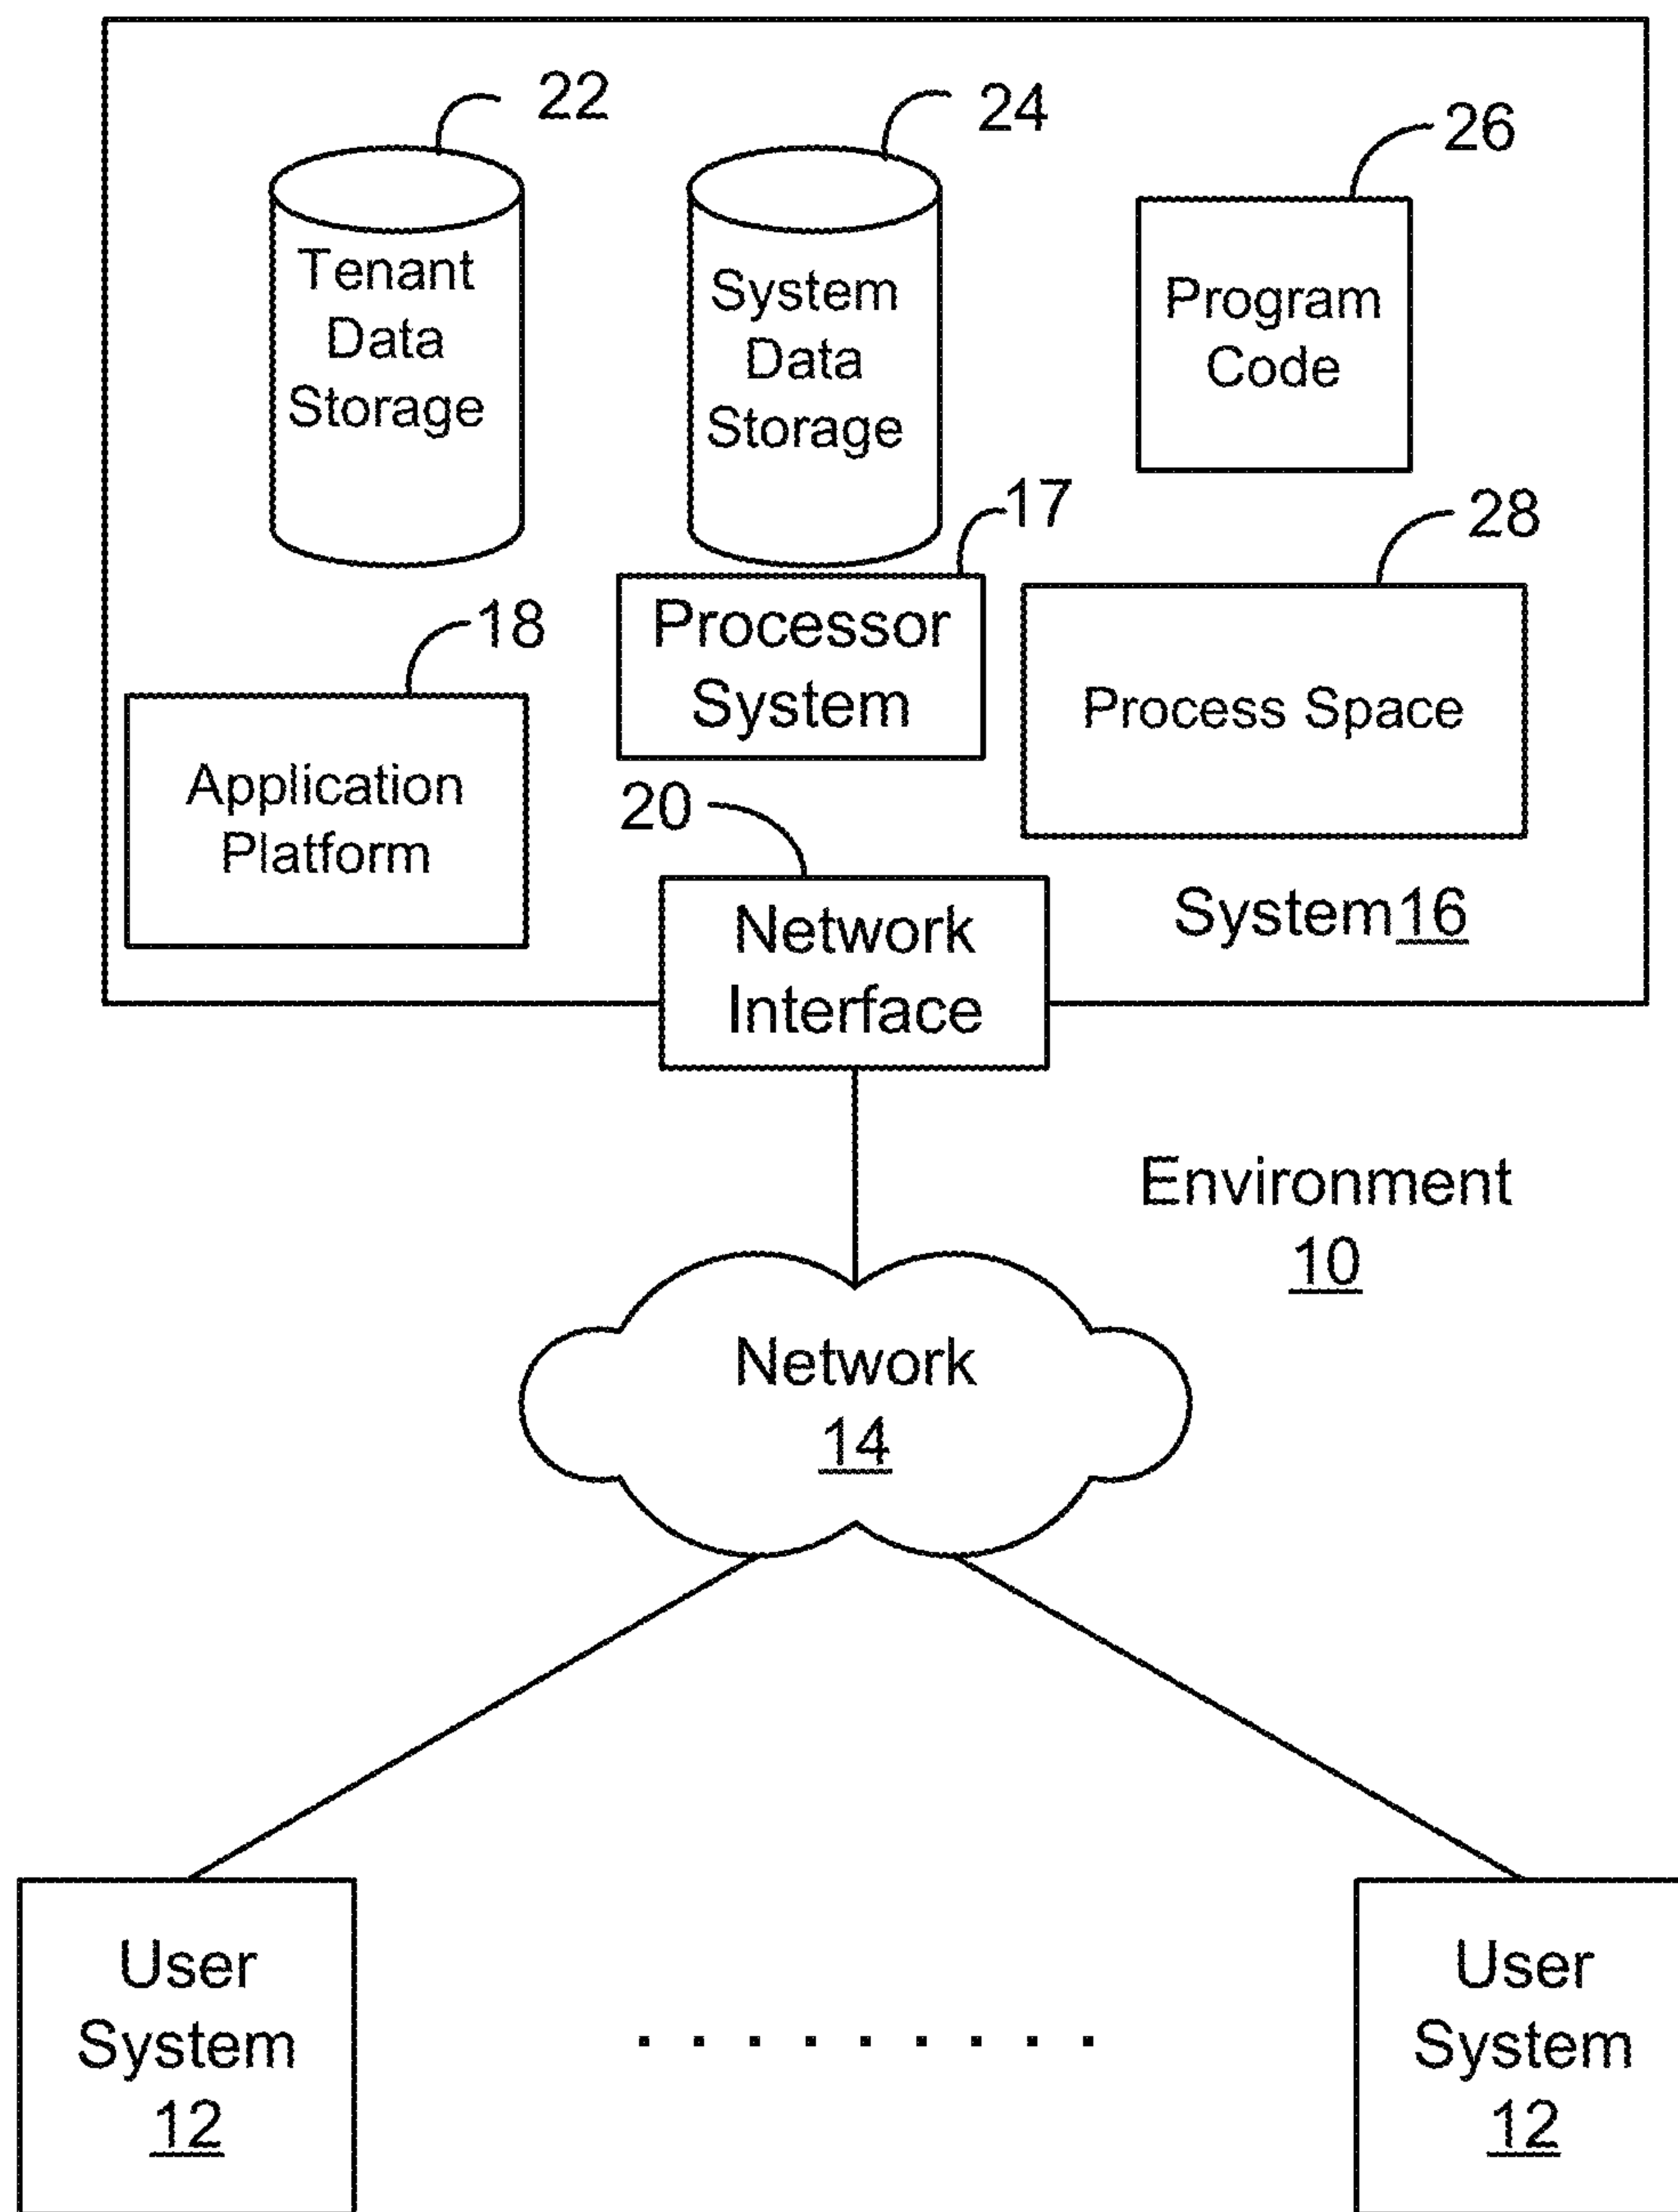 22
24
26
Tenant
Data
Storage
System
Data
Storage
Program
Code
17
28
18
Processor
System
Process Space
Application
Platform
20
Network
Interface
System16
Environment
10
Network
14
User
System
12
User
System
12